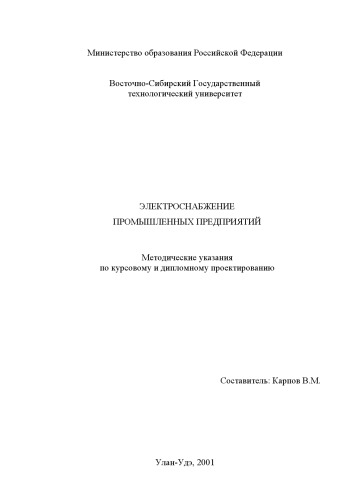 Министерство образования Российской Федерации
Восточно-Сибирский Государственный
технологический университет
ЭЛЕКТРОСНАБЖЕНИЕ
ПРОМЫШЛЕННЫХ ПРЕДПРИЯТИЙ
Методические указания
по курсовому и дипломному проектированию
Составитель: Карпов В.М.
Улан-Удэ, 2001